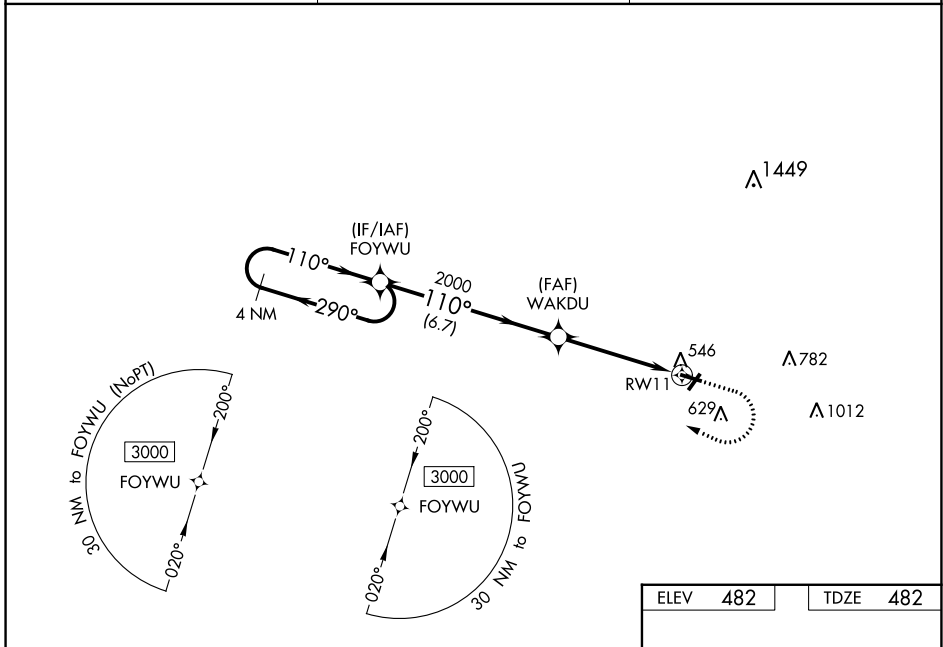 1449
(IF/IAF)
FOYWU
110°
2000
110°
(6.7)
(FAF)
WAKDU
4 NM
290°
546
782
RW11
629
1012
30 NM to FOYWU (NoPT)
200°
3000
FOYWU
020°
200°
3000
FOYWU
020°
30 NM to FOYWU
ELEV 482
TDZE 482